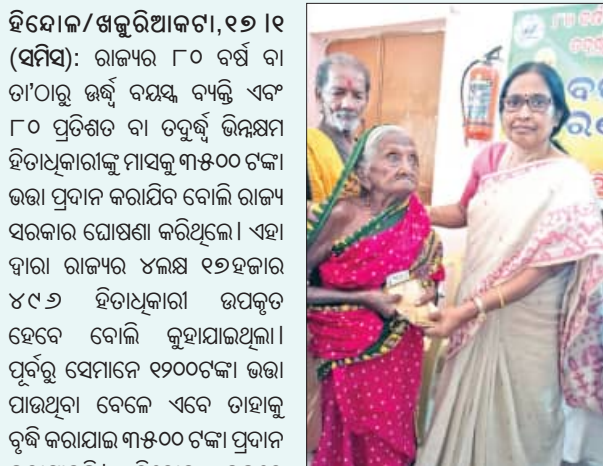 ହିନ୍ଦୋଳ/ଖଜୁରିଆକଟା,୧୭ ।୧
(ସମିସ): ରାଜ୍ୟର ୮୦ ବର୍ଷ ବା
ତା'ଠାରୁ ଊର୍ଦ୍ଧ୍ୱ ବୟସ୍କ ବ୍ୟକ୍ତି ଏବଂ
୮୦ ପ୍ରତିଶତ ବା ତଦୁର୍ଦ୍ଧ୍ୱ ଭିନ୍ନକ୍ଷମ
ହିତାଧିକାରୀଙ୍କୁ ମାସକୁ ୩୫୦୦ ଟଙ୍କା
ଭତ୍ତା ପ୍ରଦାନ କରାଯିବ ବୋଲି ରାଜ୍ୟ
ସରକାର ଘୋଷଣା କରିଥିଲେ। ଏହା
ଦ୍ୱାରା ରାଜ୍ୟର ୪ଲକ୍ଷ ୧୭ହଜାର
୪୯୬ ହିତାଧିକାରୀ ଉପକୃତ
ହେବେ ବୋଲି କୁହାଯାଇଥିଲା।
ପୂର୍ବରୁ ସେମାନେ ୧୨୦୦ଟଙ୍କା ଭତ୍ତା
ପାଉଥିବା ବେଳେ ଏବେ ତାହାକୁ
ବୃଦ୍ଧି କରାଯାଇ ୩୫୦୦ ଟଙ୍କା ପ୍ରଦାନ